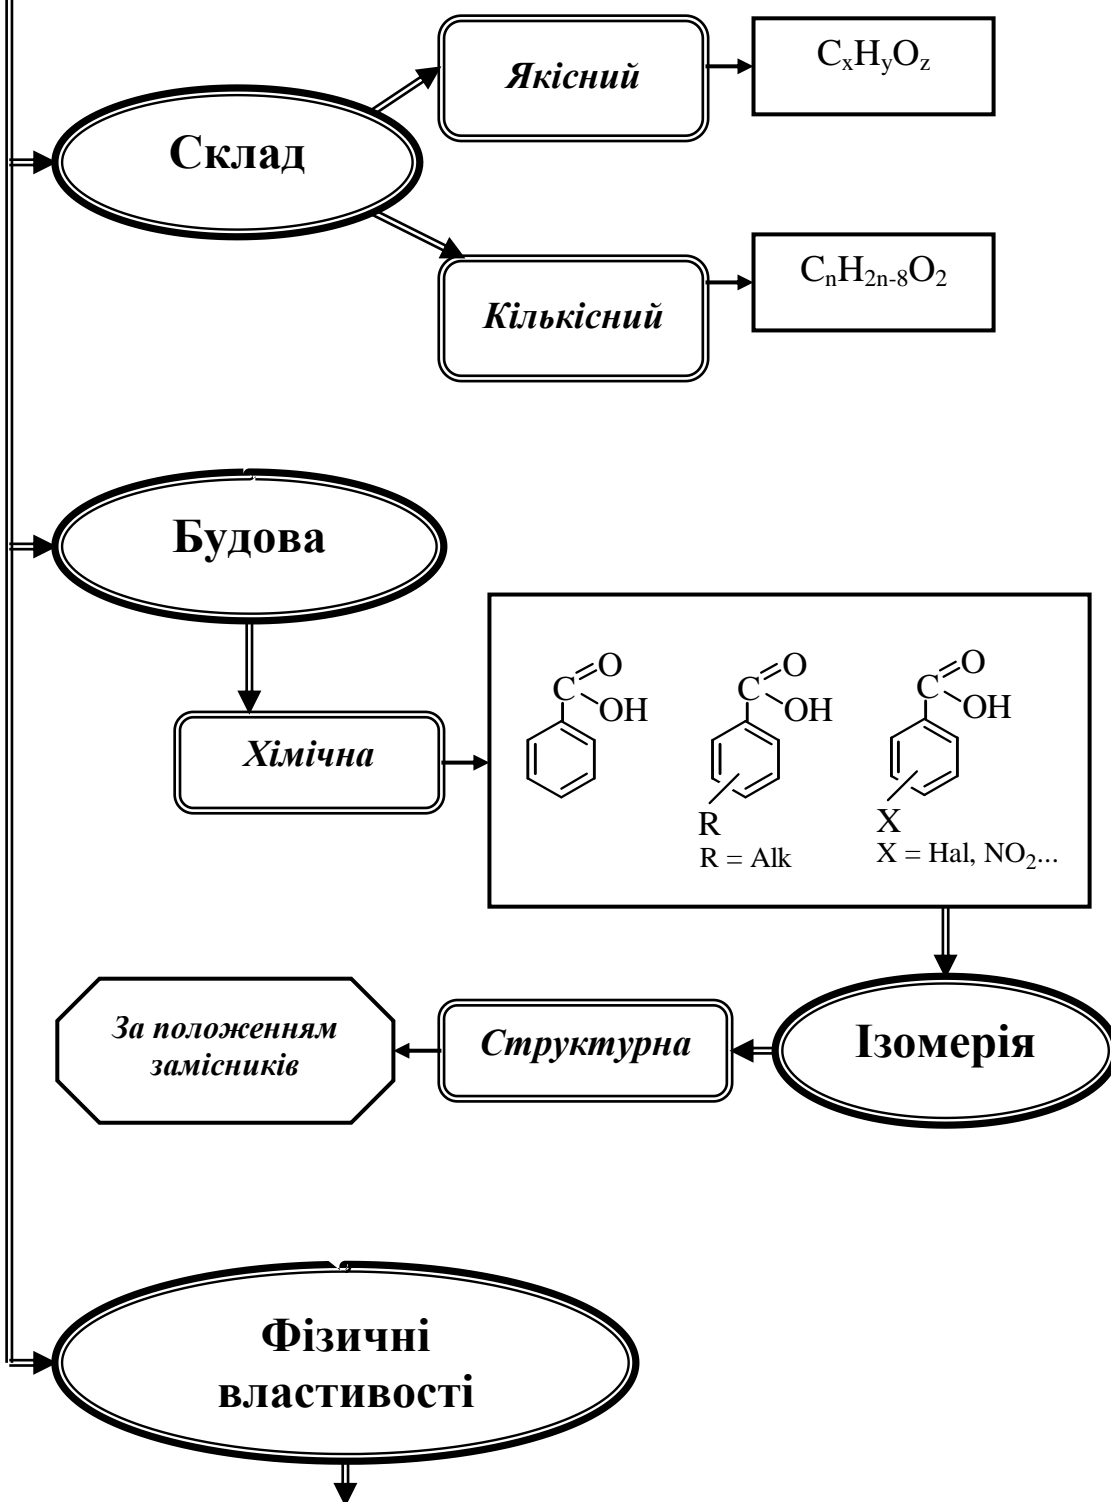 Якісний
CxHyOz
Склад
Кількісний
CnH2n-8O2
Будова
Хімічна
C O OH
C O OH
R
R = Alk
C O OH
X
X = Hal, NO2...
За положенням
замісників
Структурна
Ізомерія
Фізичні
властивості